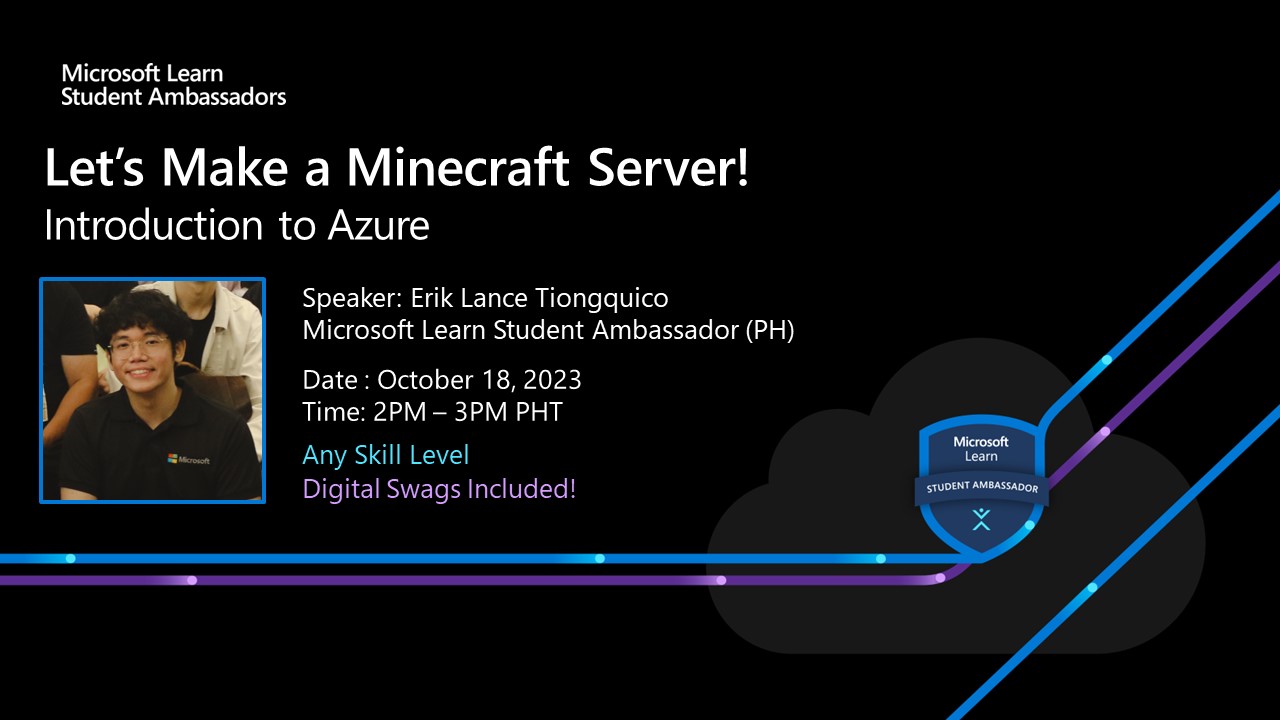 Microsoft Learn
Student Ambassadors
Let’s Make a Minecraft Server!
Introduction to Azure
Speaker: Erik Lance Tiongquico
Microsoft Learn Student Ambassador (PH)
Date : October 18, 2023
Time: 2PM – 3PM PHT
Any Skill Level
Digital Swags Included!
Microsoft
Microsoft
Learn
STUDENT AMBASSADOR